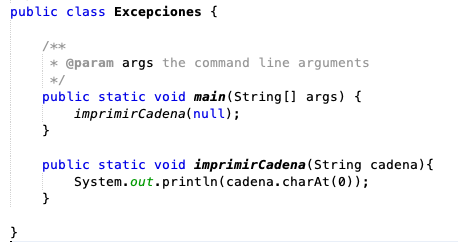 public class Excepciones {
/**
* @param args the command line arguments
*/
public static void main(String[] args) {
imprimirCadena(null);
}
public static void imprimirCadena(String cadena){
System.out.println(cadena.charAt(0));
}
}